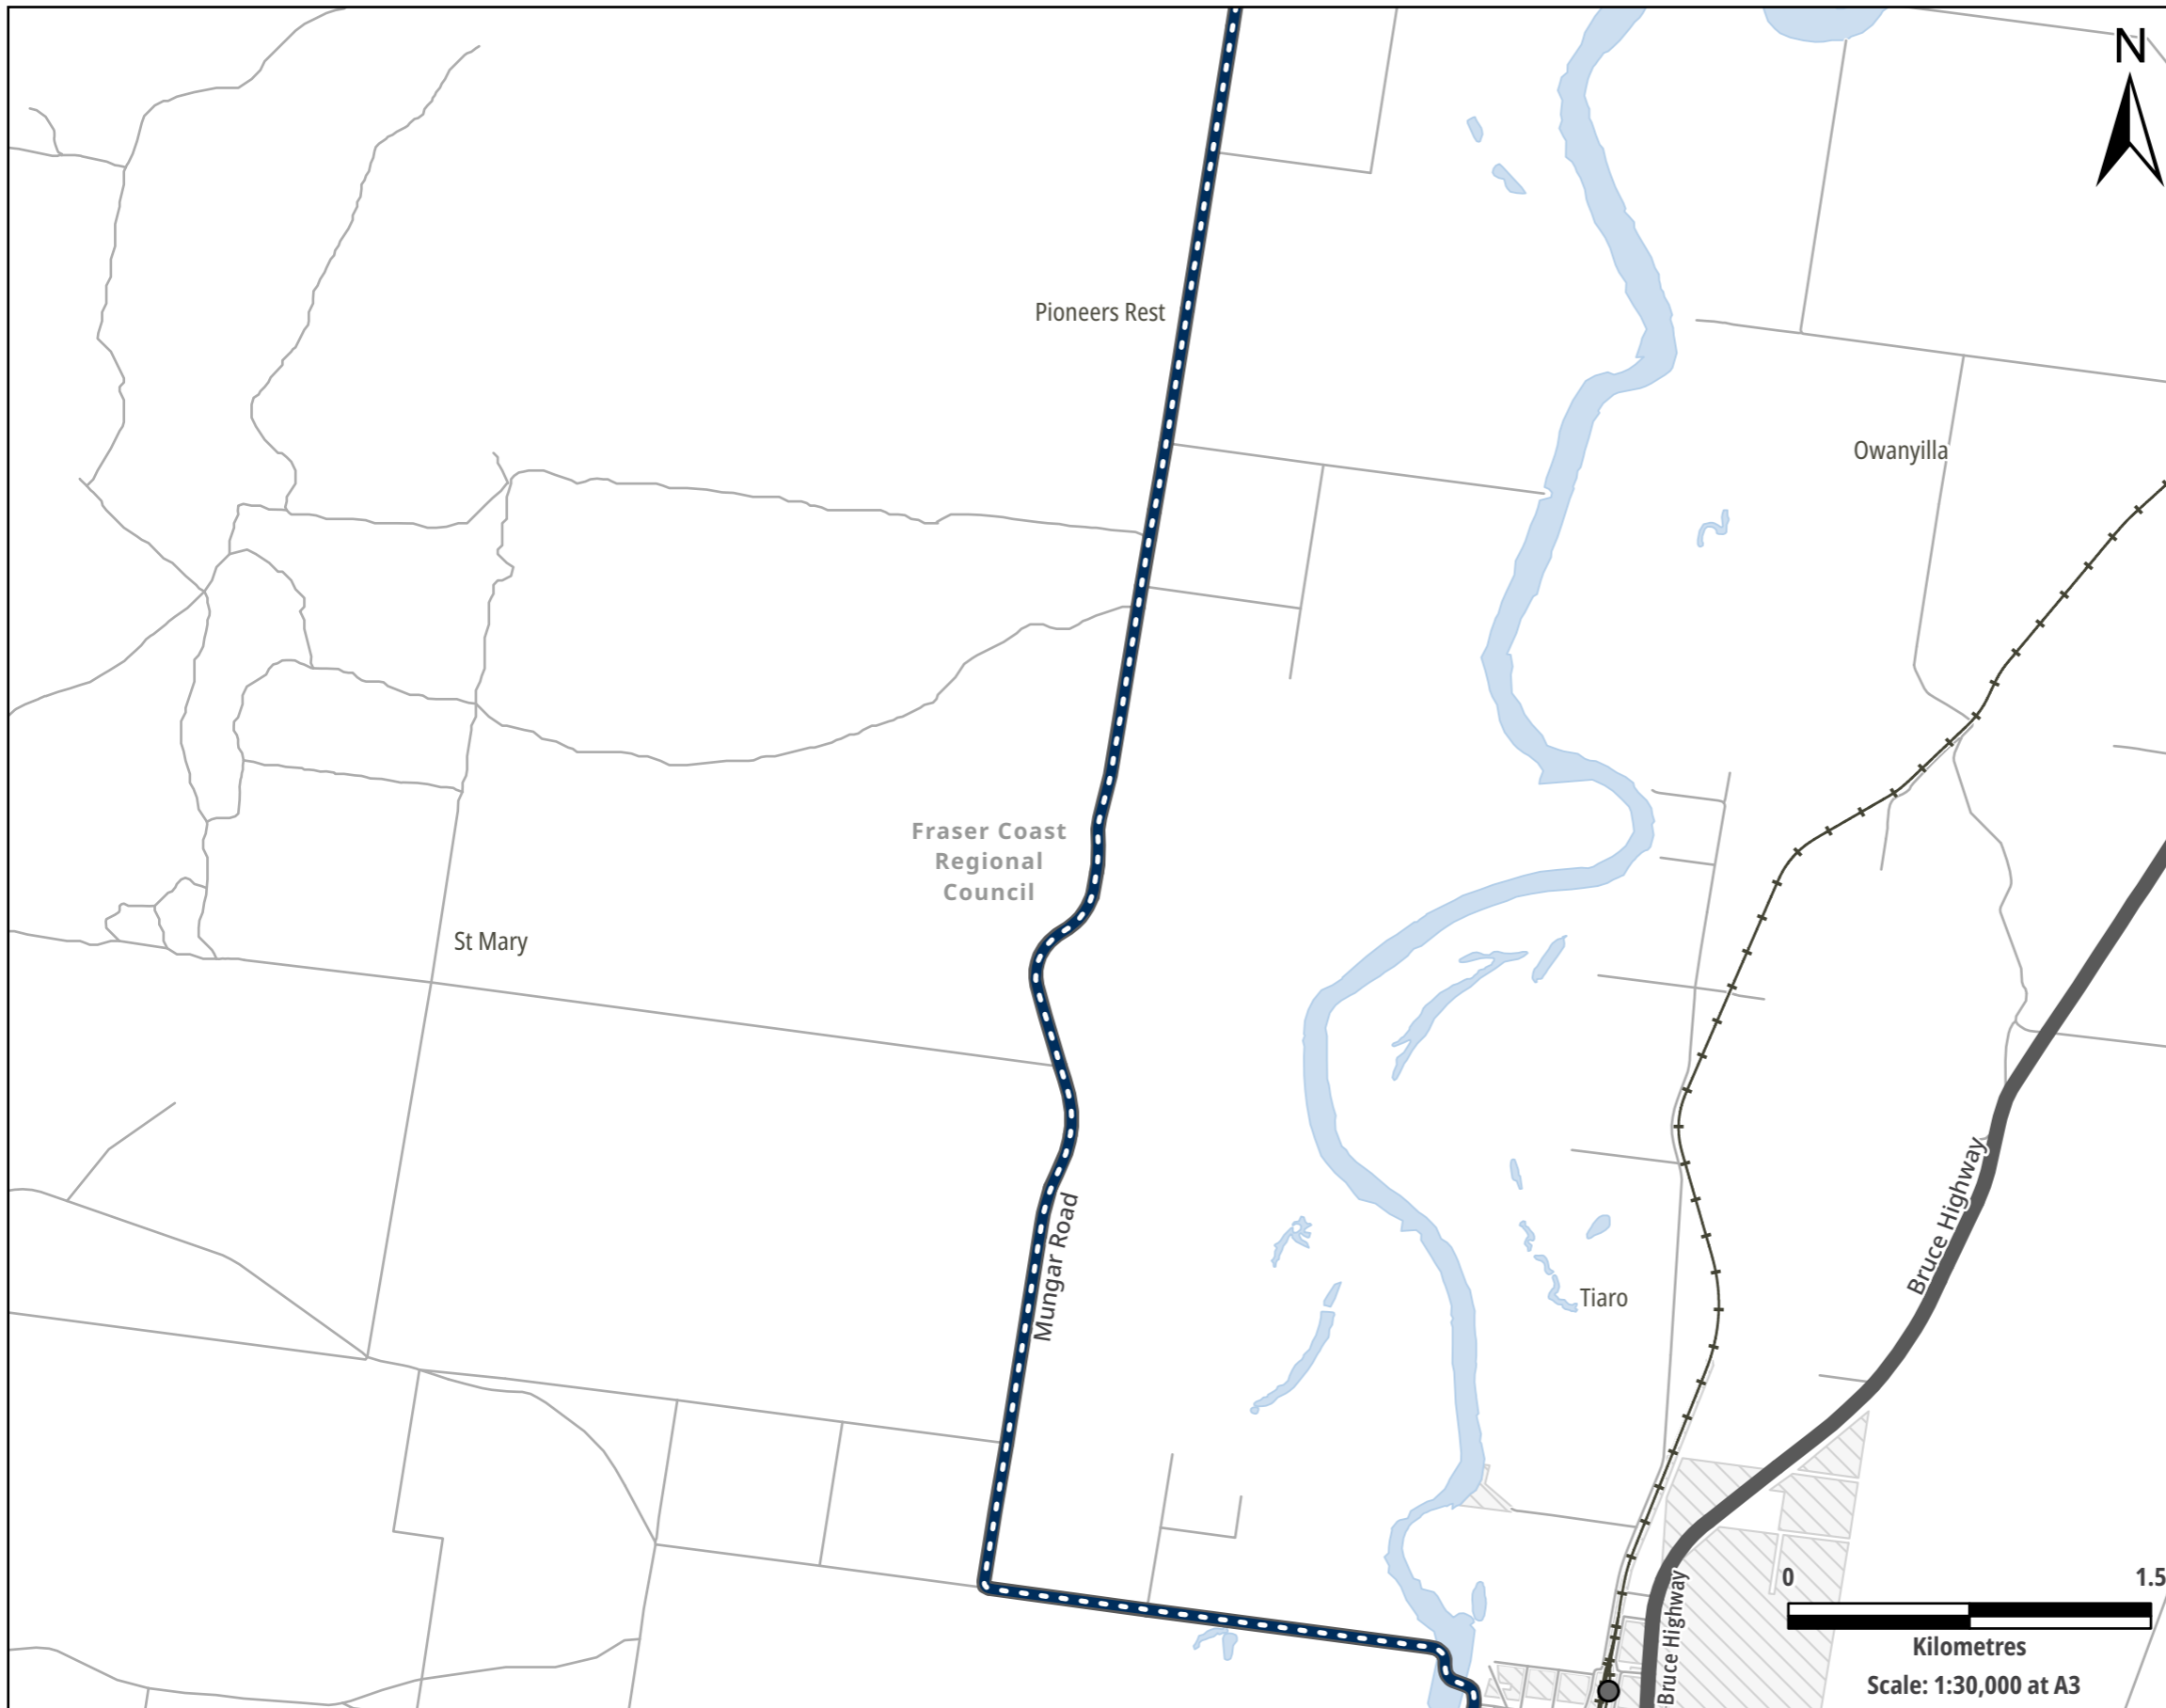 N
Pioneers Rest
Owanyilla
Fraser Coast
Regional
Council
St Mary
Bruce Highway
Mungar Road
Tiaro
Bruce Highway
0 1.5
Kilometres
Scale: 1:30,000 at A3